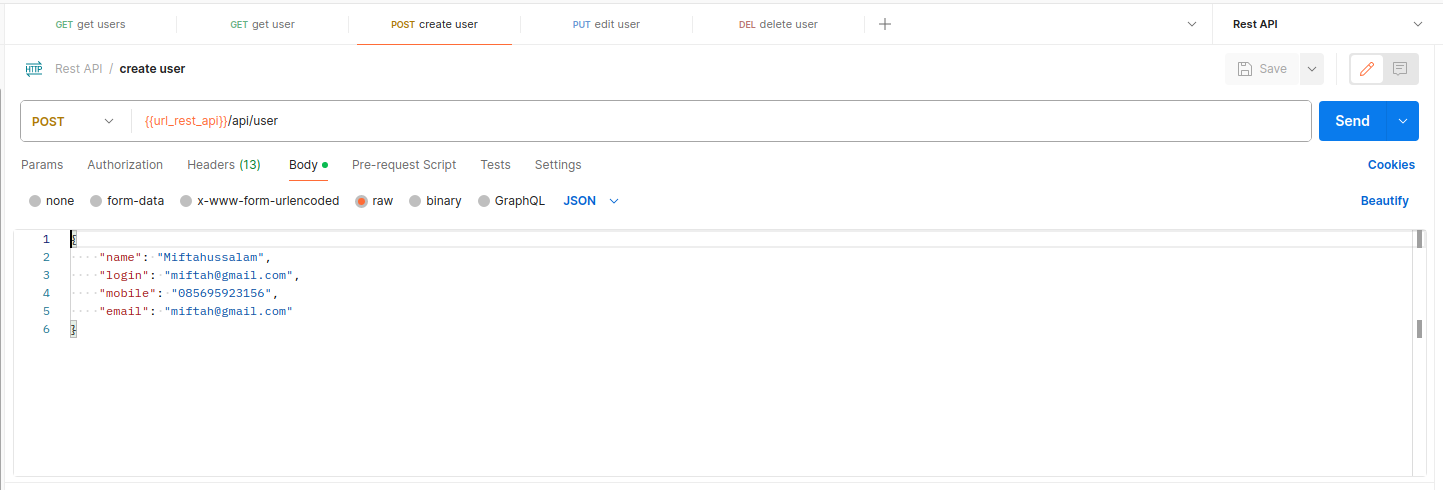 GET get users GET get user POST create user PUT edit user DEL delete user Rest API
HTTP Rest API / create user Save
POST {{url_rest_api}}/api/user Send
Params Authorization Headers (13) Body Pre-request Script Tests Settings Cookies
none form-data x-www-form-urlencoded raw binary GraphQL JSON Beautify
1 {
2 "name": "Miftahussalam",
3 "login": "miftah@gmail.com",
4 "mobile": "085695923156",
5 "email": "miftah@gmail.com"
6 }